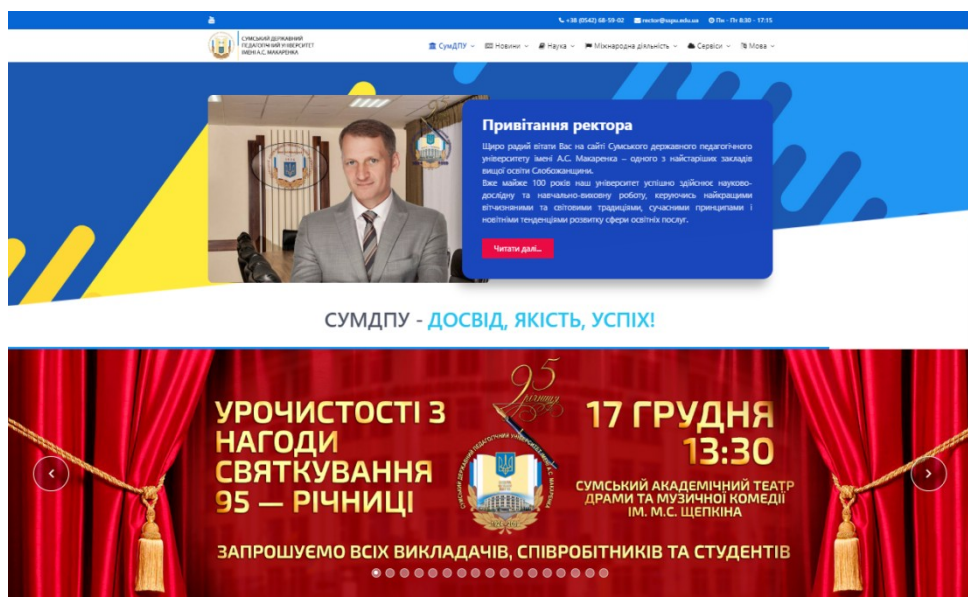 +38 (0542) 68-59-02 rector@sspu.edu.ua Пн - Пт 8:30 - 17:15
СУМСЬКИЙ ДЕРЖАВНИЙ
ПЕДАГОГІЧНИЙ УНІВЕРСИТЕТ
ІМЕНІ А.С. МАКАРЕНКА
СумДПУ Новини Наука Міжнародна діяльність Сервіси Мова
95
Привітання ректора
Щиро радий вітати Вас на сайті Сумського державного педагогічного
університету імені А.С. Макаренка – одного з найстаріших закладів
вищої освіти Слобожанщини.
Вже майже 100 років наш університет успішно здійснює науково-
дослідну та навчально-виховну роботу, керуючись найкращими
вітчизняними та світовими традиціями, сучасними принципами і
новітніми тенденціями розвитку сфери освітніх послуг.
Читати далі...
СУМДПУ - ДОСВІД, ЯКІСТЬ, УСПІХ!
УРОЧИСТОСТІ З
НАГОДИ
СВЯТКУВАННЯ
95 — РІЧНИЦІ
95
річниця
17 ГРУДНЯ
13:30
СУМСЬКИЙ АКАДЕМІЧНИЙ ТЕАТР
ДРАМИ ТА МУЗИЧНОЇ КОМЕДІЇ
ІМ. М.С. ЩЕПКІНА
ЗАПРОШУЄМО ВСІХ ВИКЛАДАЧІВ, СПІВРОБІТНИКІВ ТА СТУДЕНТІВ